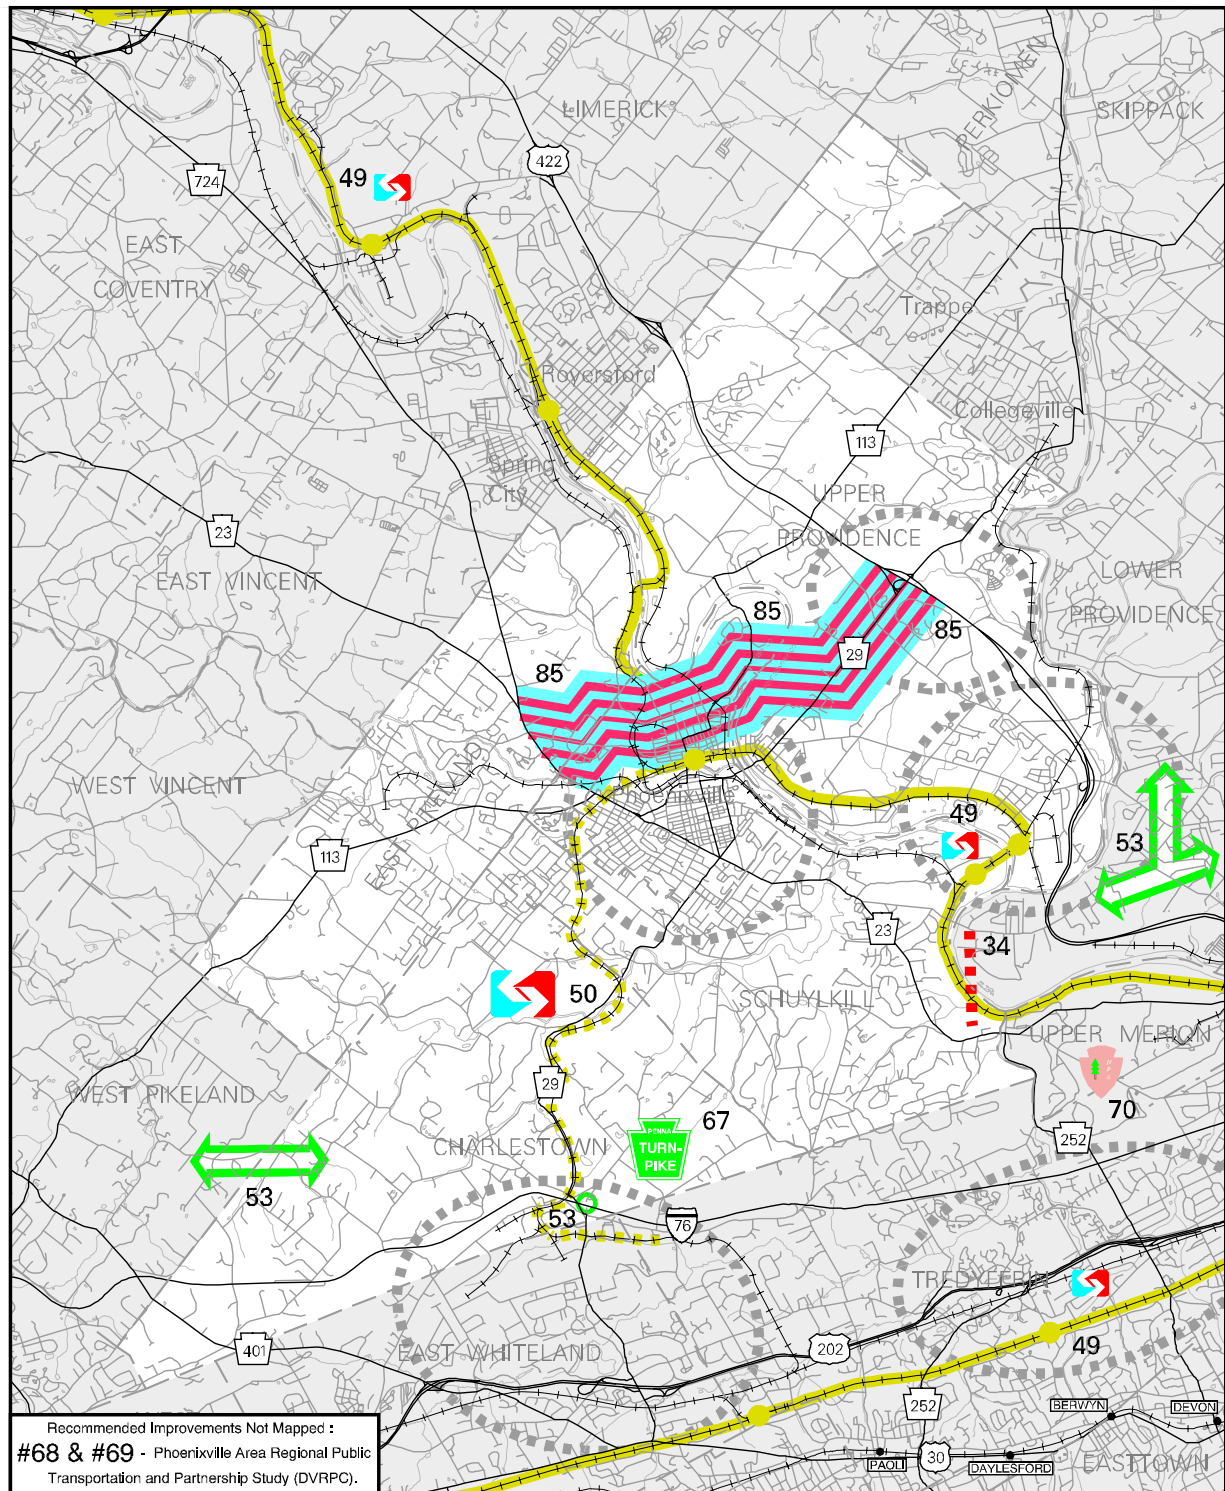 LIMERICK
PERKIOMEN
SKIPPACK
422
49
724
EAST
COVENTRY
Trappe
Royersford
Collegeville
113
Spring
City
UPPER
PROVIDENCE
23
EAST VINCENT
LOWER
PROVIDENCE
85
85
29
85
WEST VINCENT
Phoenixville
49
53
113
23
34
50
SCHUYLKILL
UPPER MERION
29
WEST PIKELAND
70
67
PENNA
TURN-
PIKE
CHARLESTOWN
252
53
53
76
TREDYFFRIN
202
49
401
EAST WHITELAND
252
BERWYN
DEVON
30
PAOLI
DAYLESFORD
EASTTOWN
Recommended Improvements Not Mapped :
#68 & #69 - Phoenixville Area Regional Public
Transportation and Partnership Study (DVRPC).